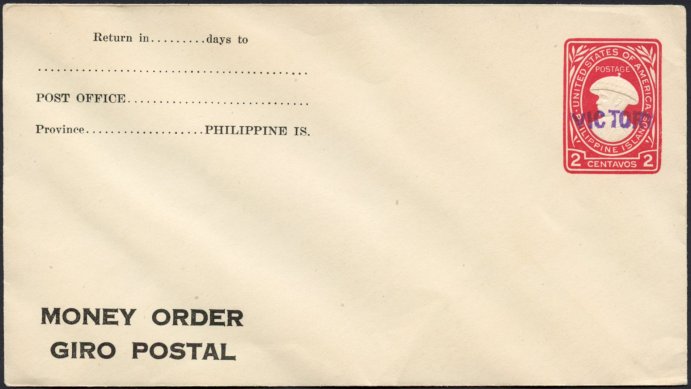 Return in.........days to
POST OFFICE
Province..................PHILIPPINE IS.
UNITED STATES OF AMERICA
POSTAGE
VICTORY
PHILIPPINE ISLANDS
2 CENTAVOS 2
MONEY ORDER
GIRO POSTAL